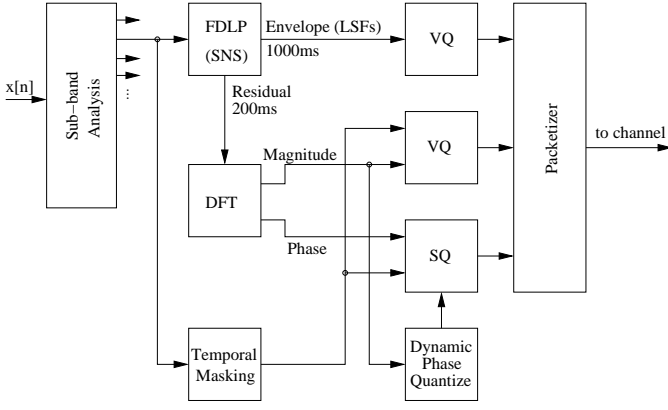 x[n]
Sub−band
Analysis
...
FDLP
(SNS)
Envelope (LSFs)
1000ms
VQ
Residual
200ms
DFT
Magnitude
Phase
VQ
SQ
Temporal
Masking
Dynamic
Phase
Quantize
Packetizer
to channel